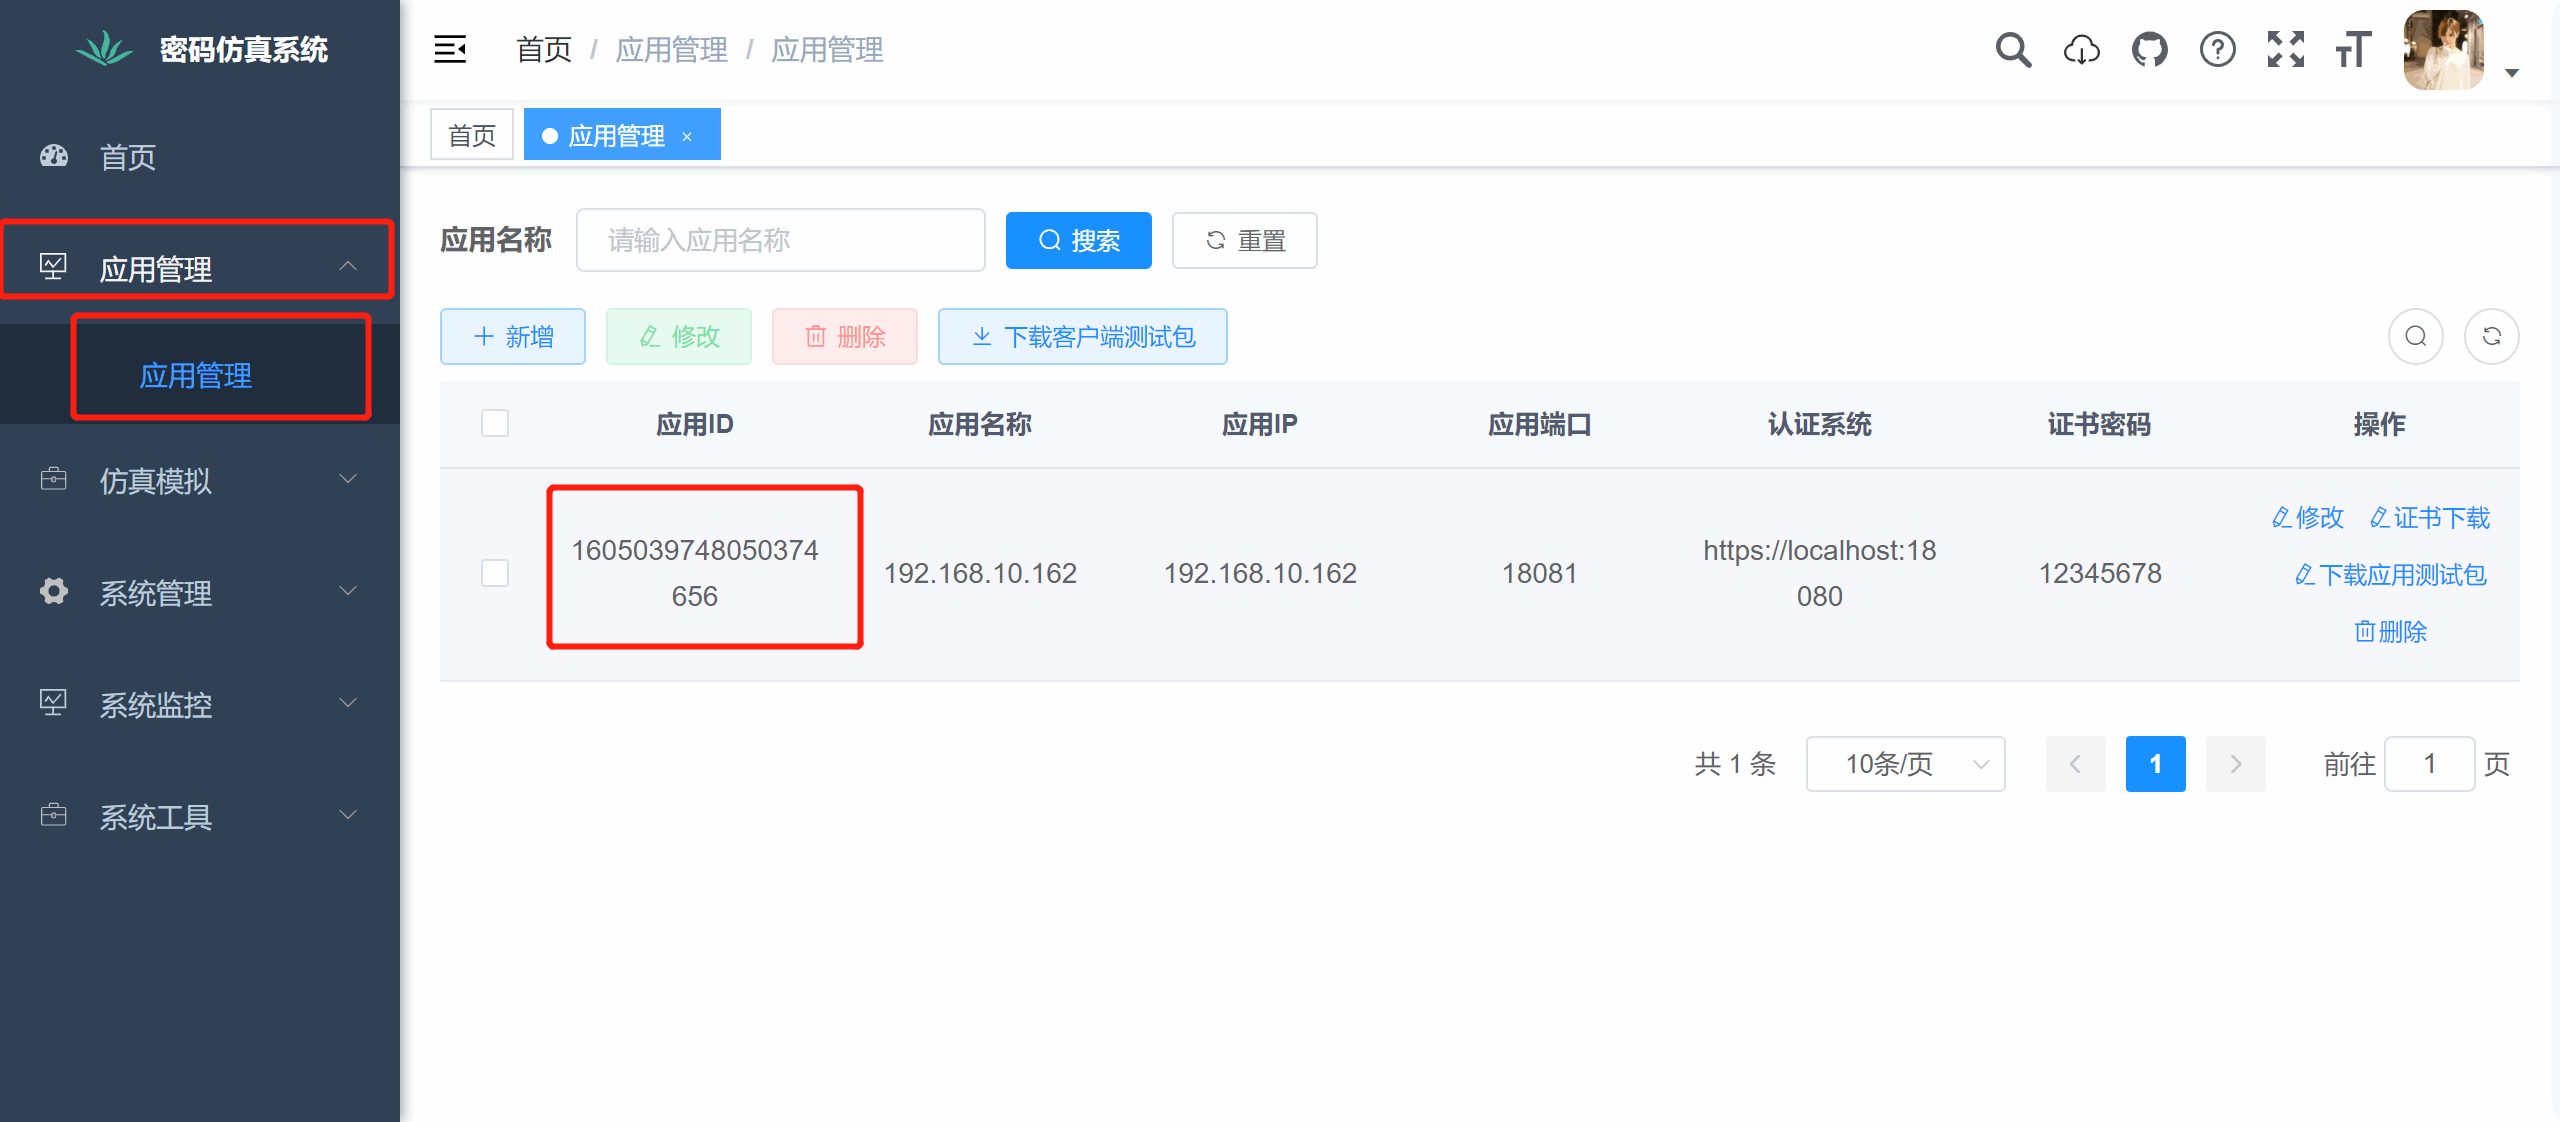 密码仿真系统
首页 / 应用管理 / 应用管理
首页
应用管理 ×
首页
应用管理
应用管理
仿真模拟
系统管理
系统监控
系统工具
应用名称
请输入应用名称
搜索
重置
新增
修改
删除
下载客户端测试包
应用ID 应用名称 应用IP 应用端口 认证系统 证书密码 操作
1605039748050374
656
192.168.10.162
192.168.10.162
18081
https://localhost:18
080
12345678
修改 证书下载
下载应用测试包
删除
共 1 条
10条/页
1
前往 1 页